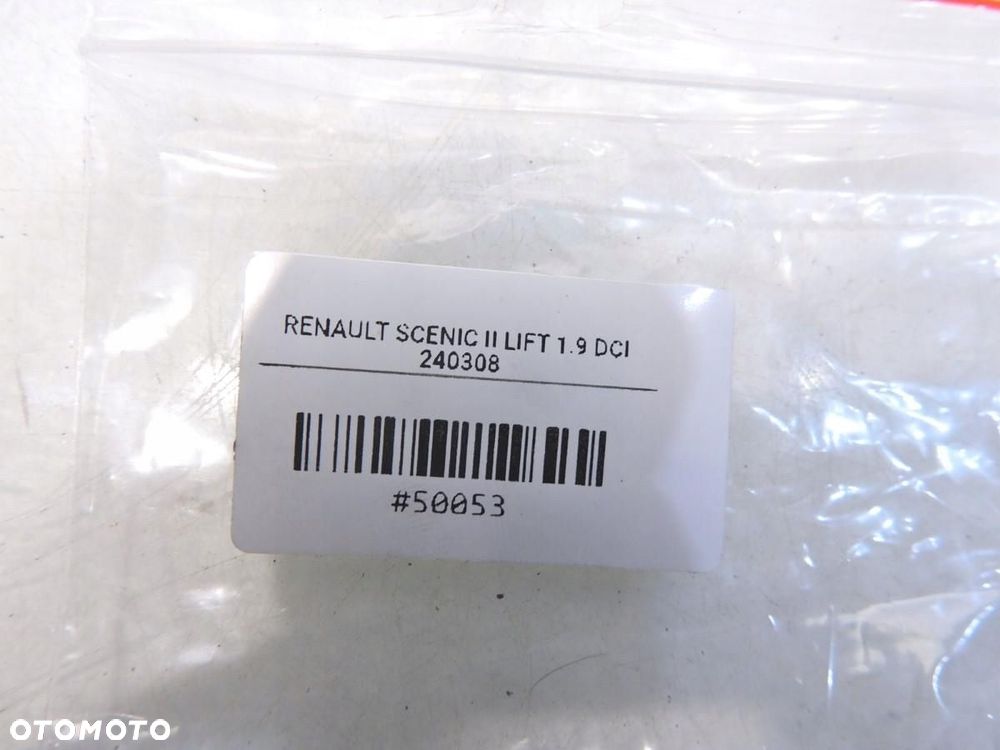 RENAULT SCENIC II LIFT 1.9 DCI
240308
#50053
OTOMOTO